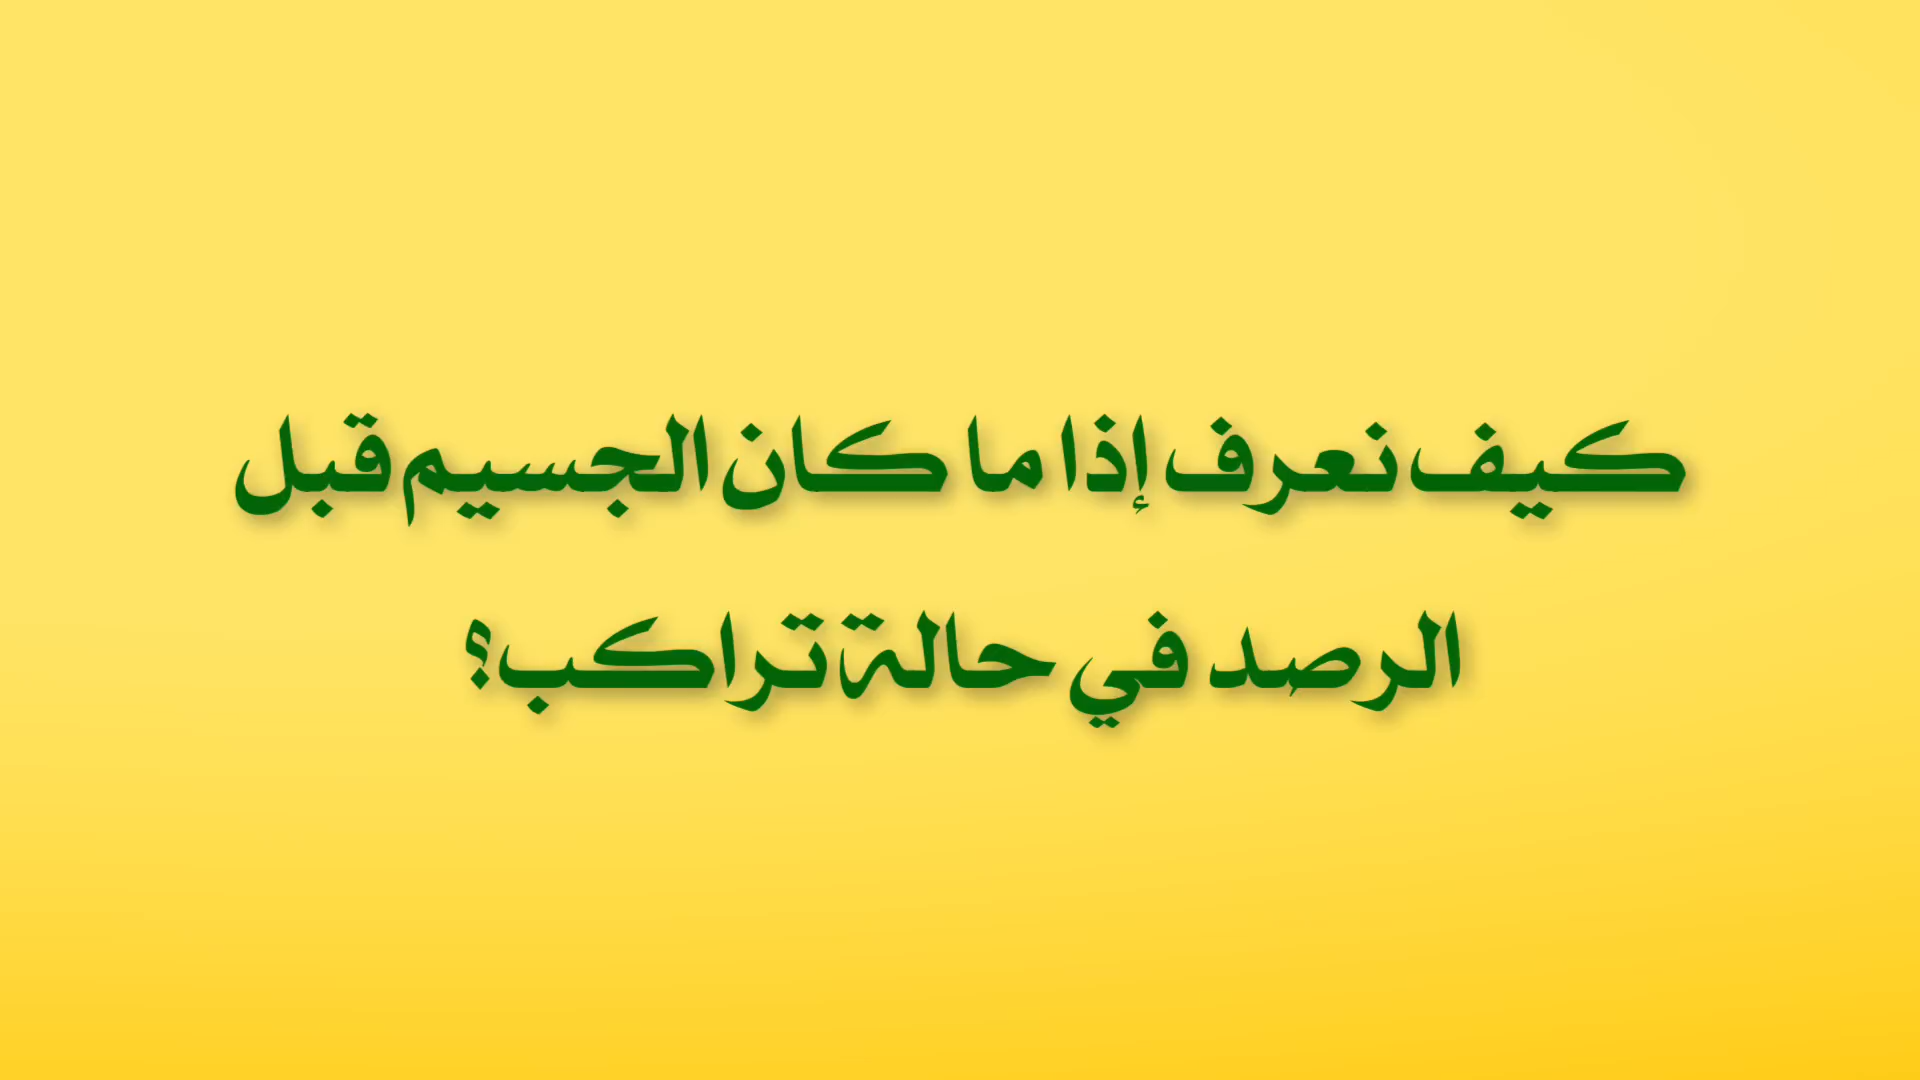 كيف نعرف إذا ما كان الجسيم قبل
الرصد في حالة تراكب؟